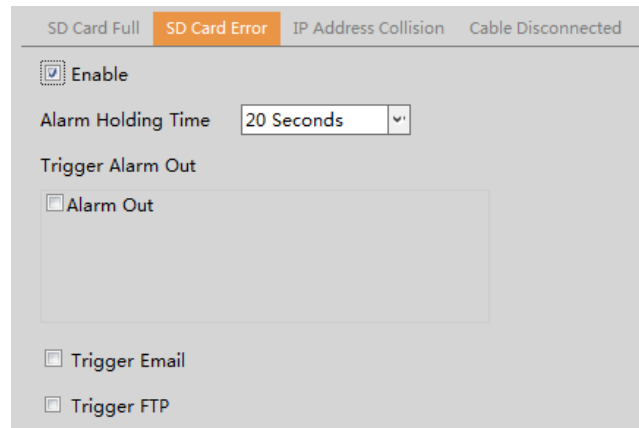 SD Card Full SD Card Error IP Address Collision Cable Disconnected
Enable
Alarm Holding Time 20 Seconds
Trigger Alarm Out
Alarm Out
Trigger Email
Trigger FTP